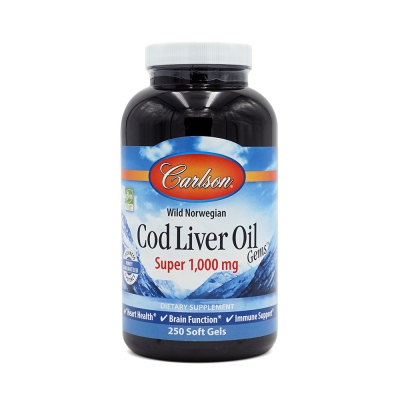 Carlson®
Wild Norwegian
Cod Liver Oil
Gems™
Super 1,000 mg
DIETARY SUPPLEMENT
✓Heart Health* ✓Brain Function* ✓Immune Support*
250 Soft Gels